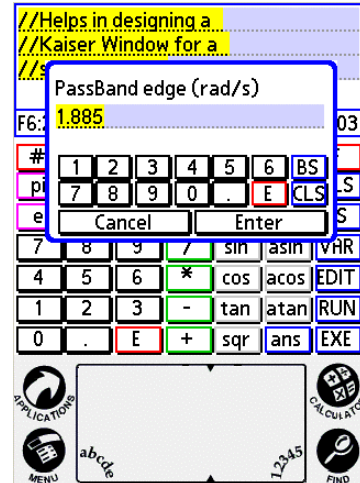 //Helps in designing a
//Kaiser Window for a
//s
PassBand edge (rad/s)
1.885
F6:
03
#
1 2 3 4 5 6 BS
pi
7 8 9 0 . E CLS
LS
e
Cancel Enter
S
7 8 9 / sin asin VAR
4 5 6 * cos acos EDIT
1 2 3 - tan atan RUN
0 . E + sqr ans EXE
APPLICATIONS
CALCULATOR
MENU
abcde
12345
FIND